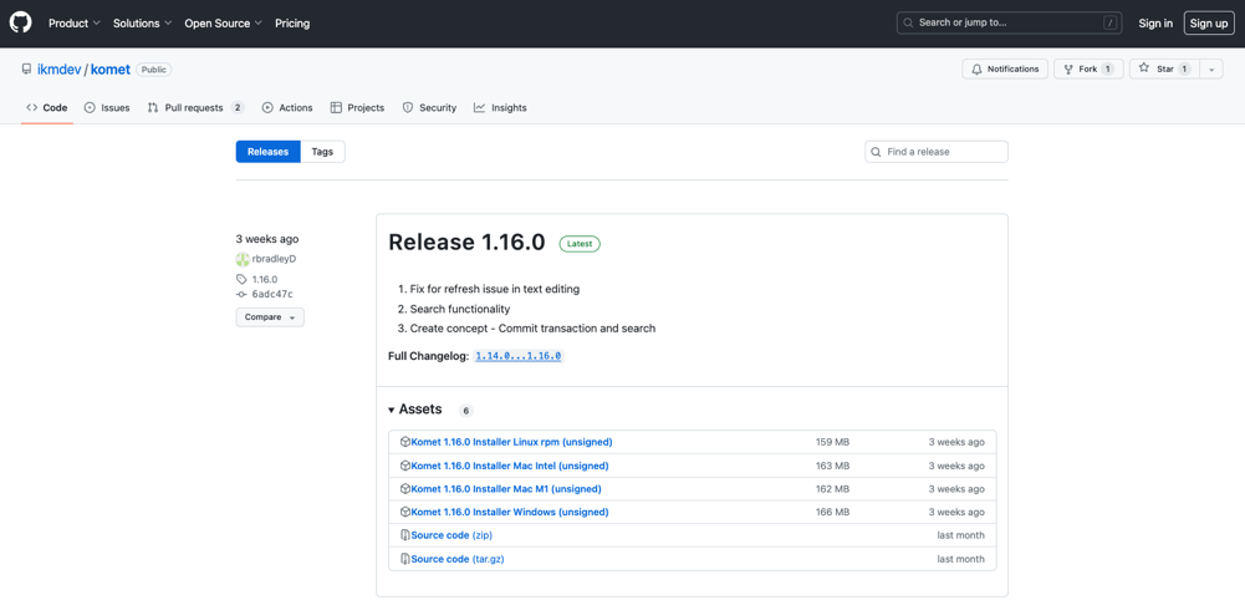 Product Solutions Open Source Pricing Search or jump to... / Sign in Sign up
ikmdev / komet Public Notifications Fork 1 Star 1
Code Issues Pull requests 2 Actions Projects Security Insights
Releases Tags Find a release
3 weeks ago
rbradleyD
1.16.0
6adc47c
Compare
Release 1.16.0 Latest
1. Fix for refresh issue in text editing
2. Search functionality
3. Create concept - Commit transaction and search
Full Changelog: 1.14.0...1.16.0
Assets 6
Komet 1.16.0 Installer Linux rpm (unsigned) 159 MB 3 weeks ago
Komet 1.16.0 Installer Mac Intel (unsigned) 163 MB 3 weeks ago
Komet 1.16.0 Installer Mac M1 (unsigned) 162 MB 3 weeks ago
Komet 1.16.0 Installer Windows (unsigned) 166 MB 3 weeks ago
Source code (zip) last month
Source code (tar.gz) last month